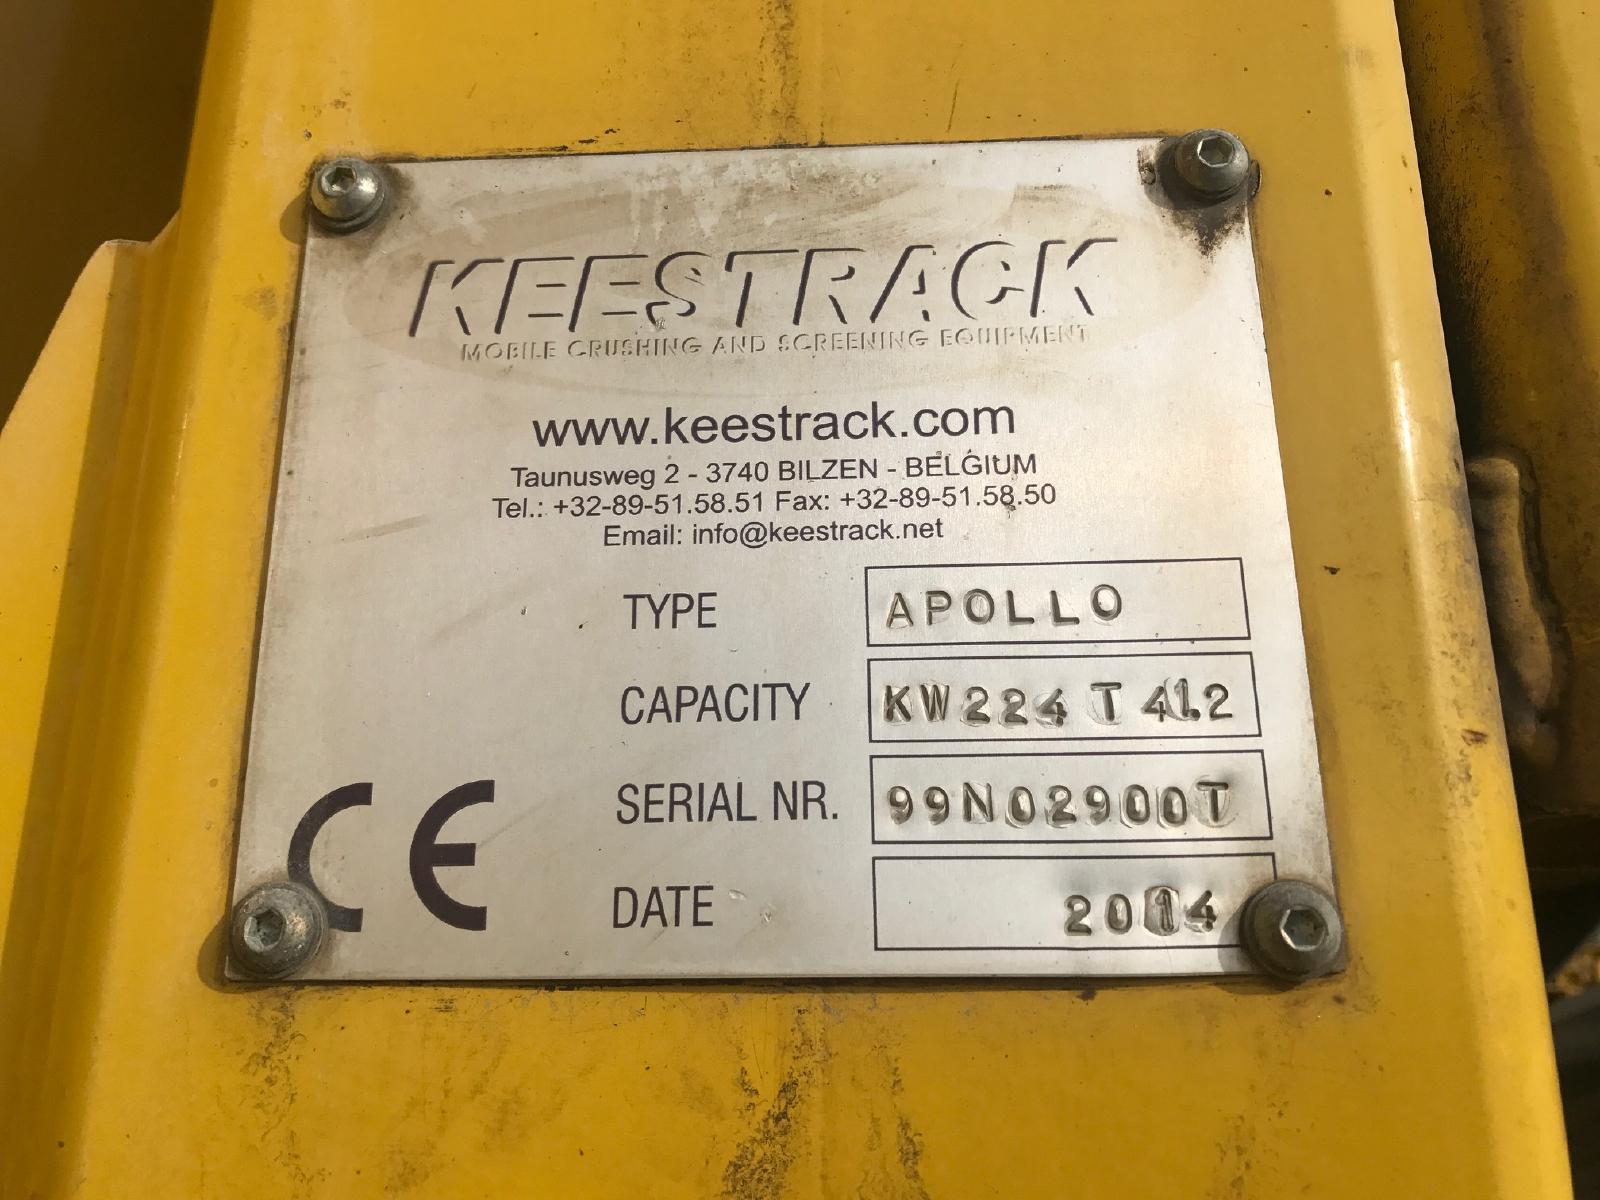 KEESTRACK
MOBILE CRUSHING AND SCREENING EQUIPMENT
www.keestrack.com
Taunusweg 2 - 3740 BILZEN - BELGIUM
Tel.: +32-89-51.58.51 Fax: +32-89-51.58.50
Email: info@keestrack.net
TYPE APOLLO
CAPACITY KW224 T 41.2
SERIAL NR. 99N02900T
DATE 2014
CE